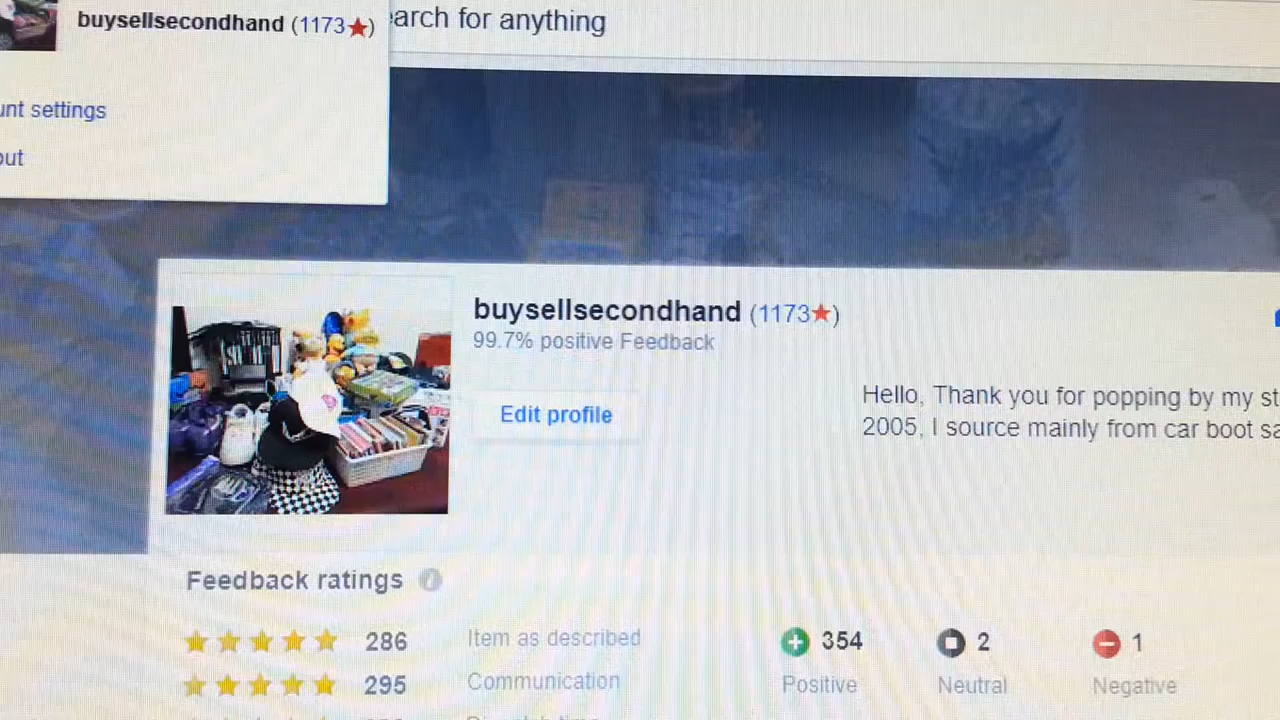 buysellsecondhand (1173★)
earch for anything
unt settings
out
buysellsecondhand (1173★)
99.7% positive Feedback
Edit profile
Hello, Thank you for popping by my st
2005, I source mainly from car boot sa
Feedback ratings
286 Item as described 354 2 1
295 Communication Positive Neutral Negative